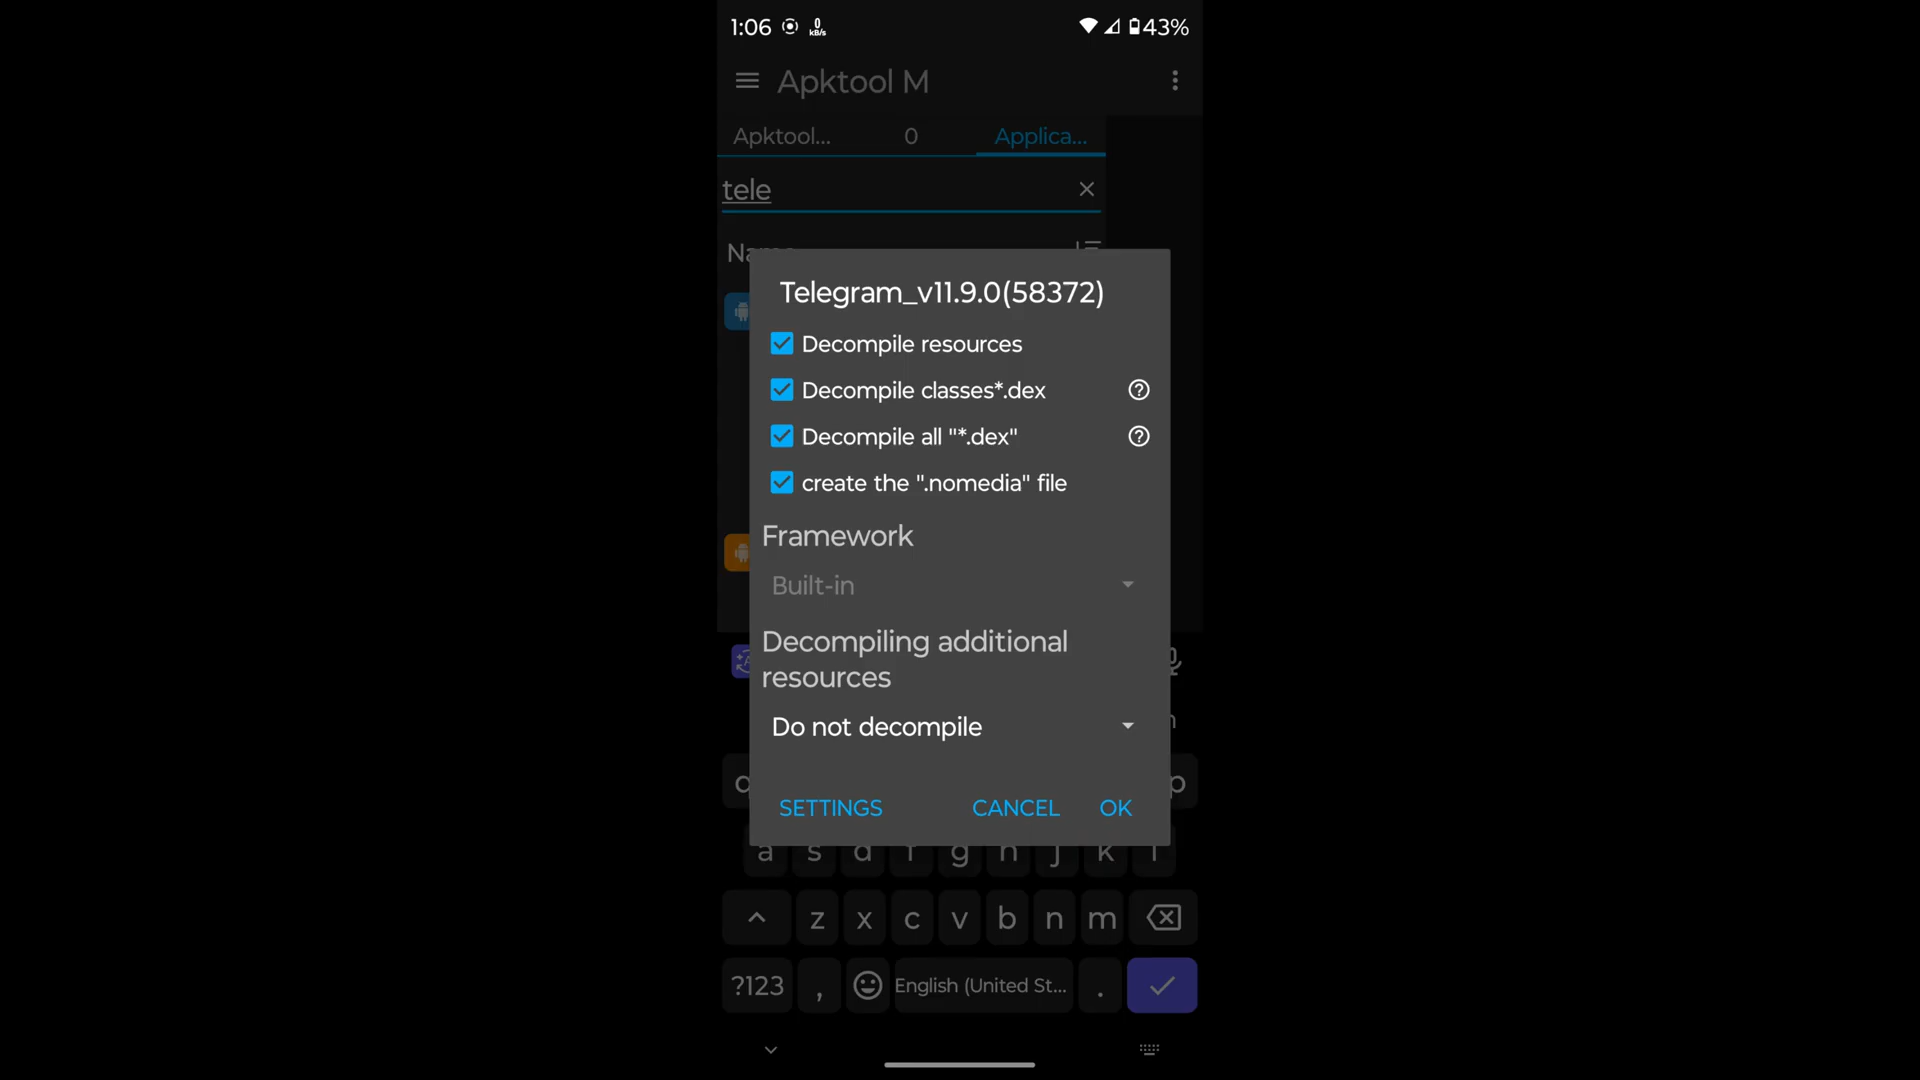 1:06 0 kB/s 43%
Apktool M
Apktool... 0 Applica...
tele
Telegram_v11.9.0(58372)
Decompile resources
Decompile classes*.dex
Decompile all "*.dex"
create the ".nomedia" file
Framework
Built-in
Decompiling additional
resources
Do not decompile
SETTINGS CANCEL OK
q p
a s d f g h j k l
z x c v b n m
?123 , English (United St... .